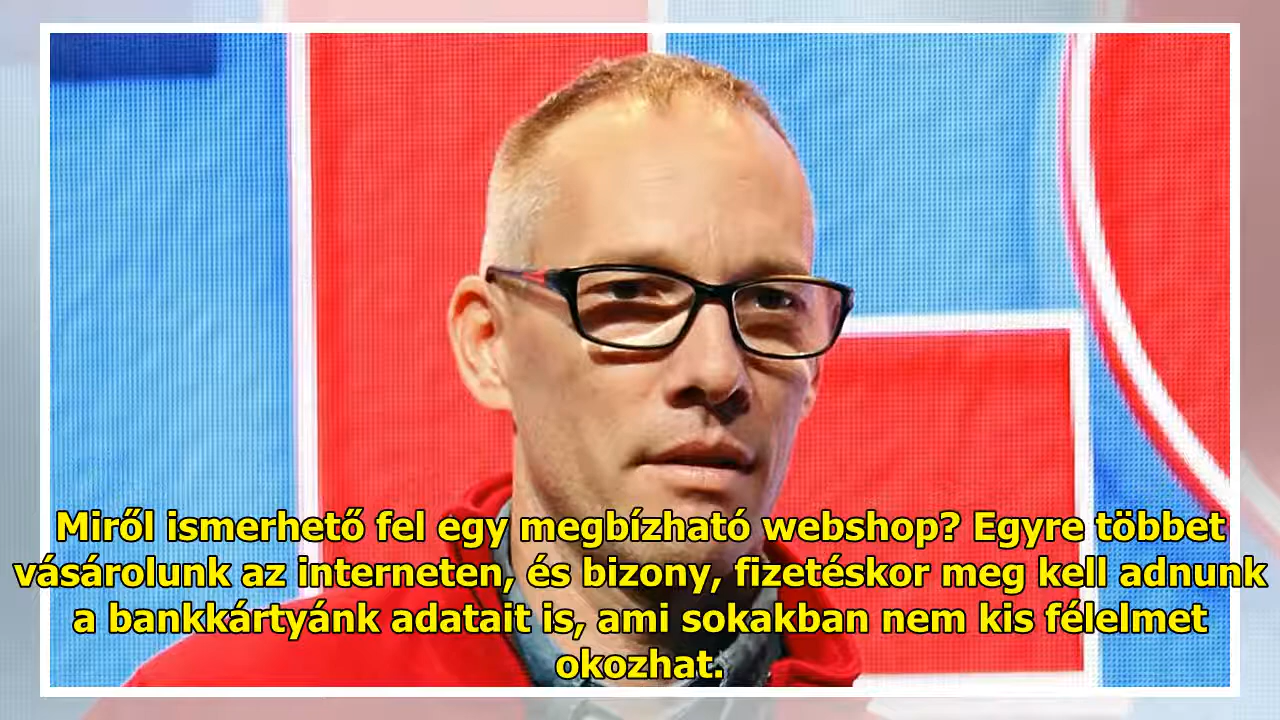 Miről ismerhető fel egy megbízható webshop? Egyre többet
vásárolunk az interneten, és bizony, fizetéskor meg kell adnunk
a bankkártyánk adatait is, ami sokakban nem kis félelmet
okozhat.